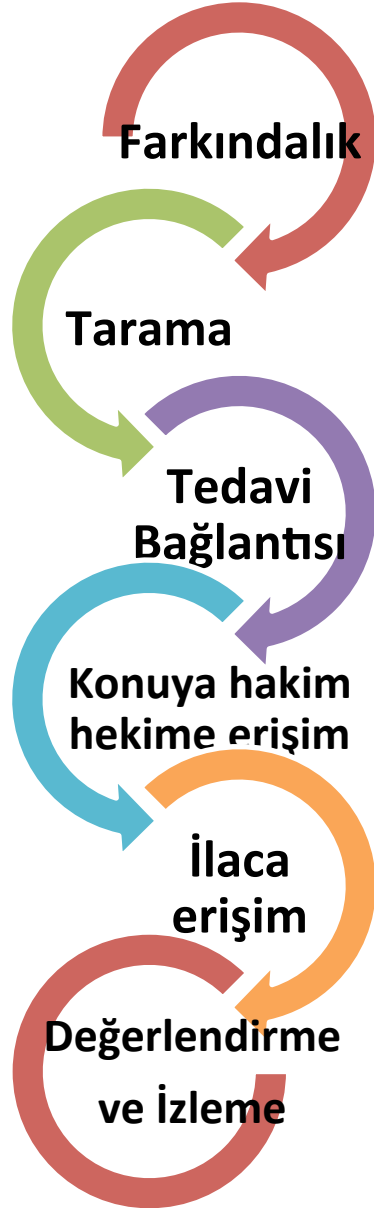 Farkındalık
Tarama
Tedavi
Bağlantısı
Konuya hakim
hekime erişim
İlaca
erişim
Değerlendirme
ve İzleme